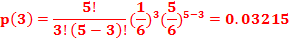 p(3) = 5! / 3! (5 − 3)! (1/6)³ (5/6)⁵⁻³ = 0.03215